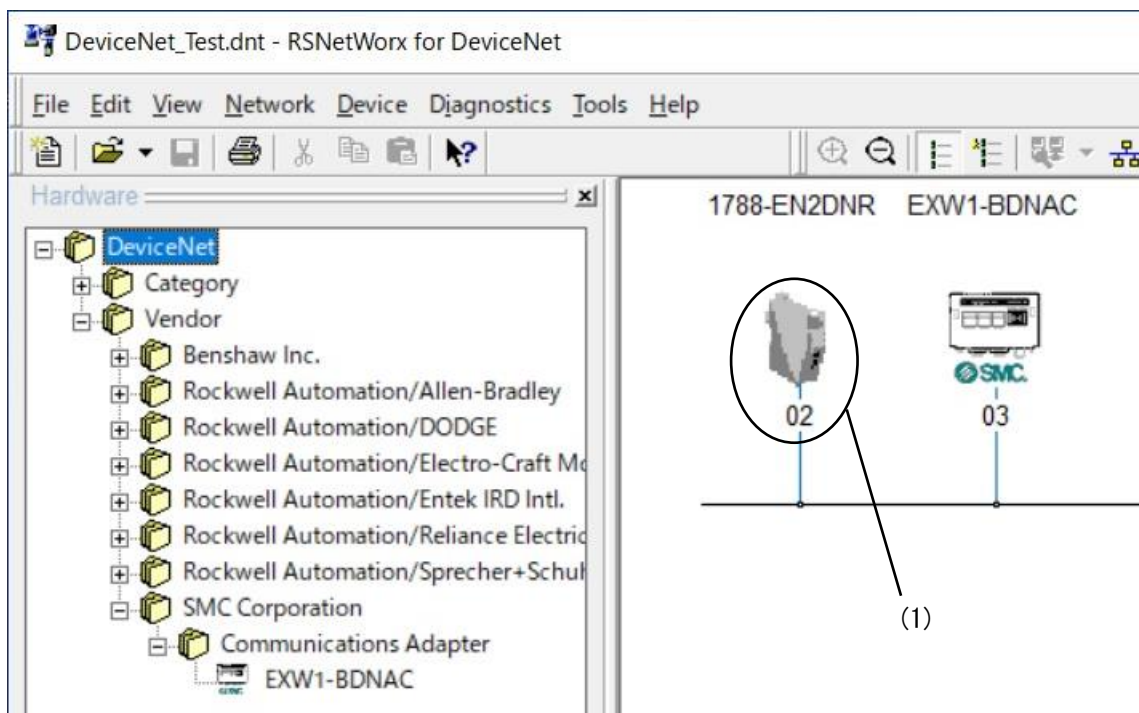 DeviceNet_Test.dnt - RSNetWorx for DeviceNet
File Edit View Network Device Diagnostics Tools Help
Hardware
DeviceNet
Category
Vendor
Benshaw Inc.
Rockwell Automation/Allen-Bradley
Rockwell Automation/DODGE
Rockwell Automation/Electro-Craft Mo
Rockwell Automation/Entek IRD Intl.
Rockwell Automation/Reliance Electric
Rockwell Automation/Sprecher+Schuh
SMC Corporation
Communications Adapter
EXW1-BDNAC
1788-EN2DNR EXW1-BDNAC
SMC.
02 03
(1)